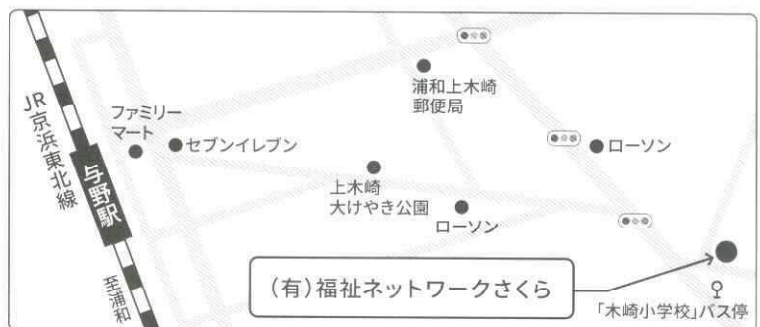 JR京浜東北線
与野駅
至浦和
ファミリー
マート
セブンイレブン
浦和上木崎
郵便局
ローソン
上木崎
大けやき公園
ローソン
(有)福祉ネットワークさくら
「木崎小学校」バス停